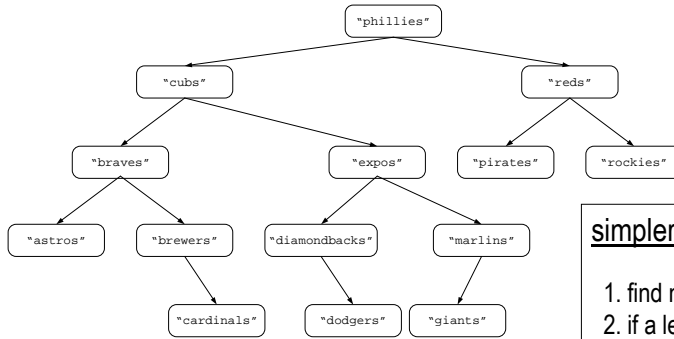 "phillies"
"cubs" "reds"
"braves" "expos" "pirates" "rockies"
"astros" "brewers" "diamondbacks" "marlins"
"cardinals" "dodgers" "giants"
simpler
1. find
2. if a